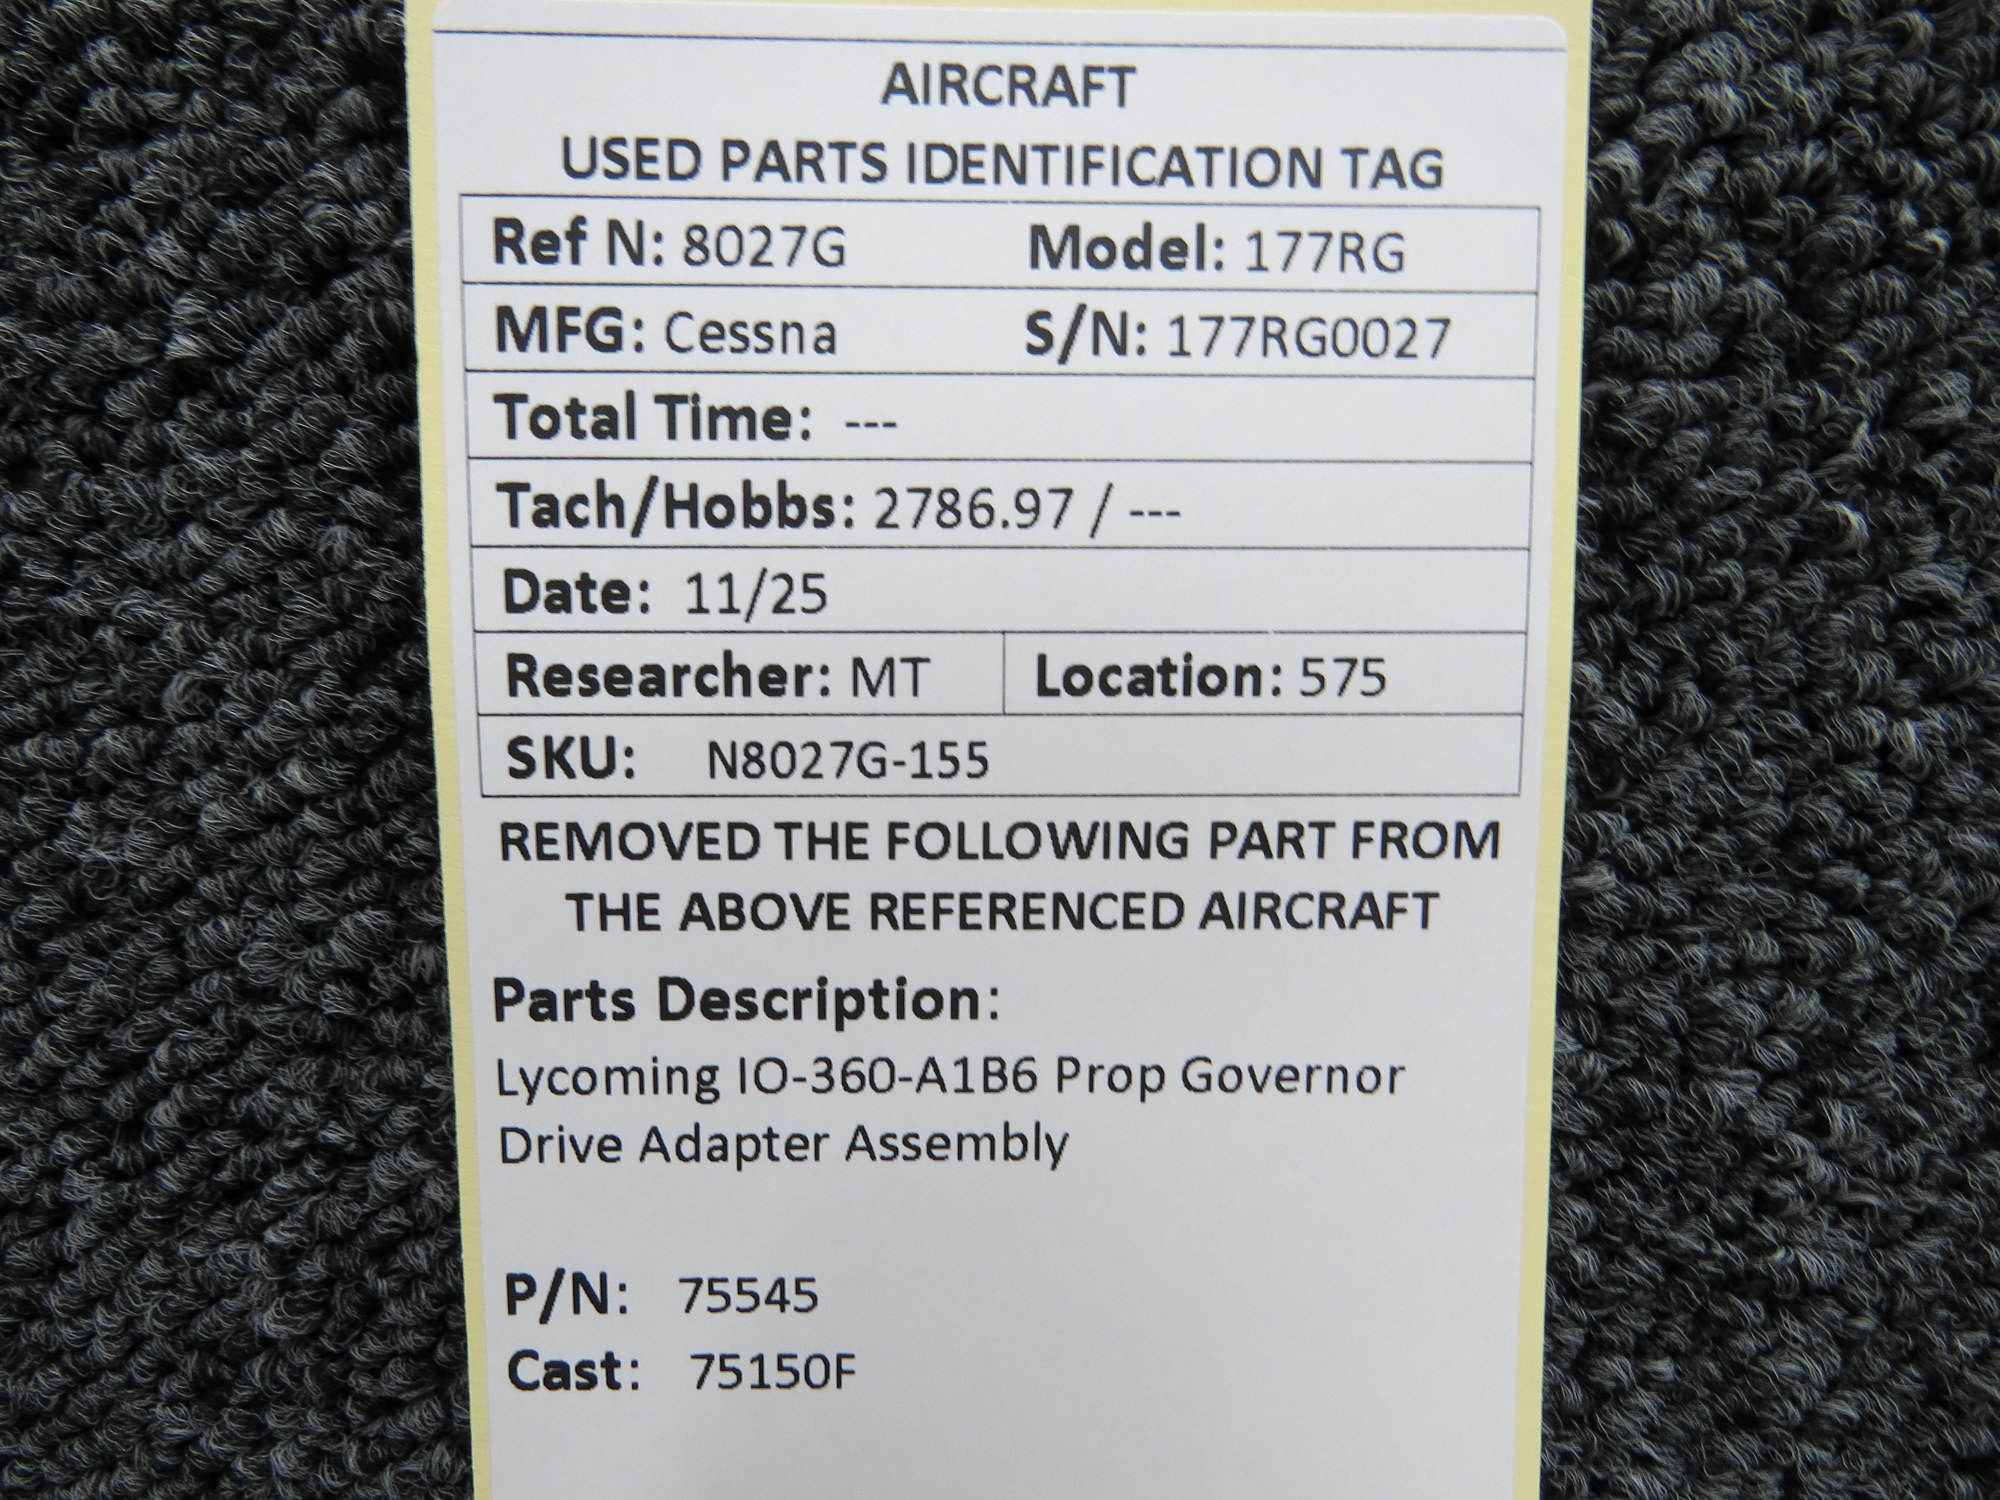 AIRCRAFT
USED PARTS IDENTIFICATION TAG
Ref N: 8027G Model: 177RG
MFG: Cessna S/N: 177RG0027
Total Time: ---
Tach/Hobbs: 2786.97 / ---
Date: 11/25
Researcher: MT Location: 575
SKU: N8027G-155
REMOVED THE FOLLOWING PART FROM
THE ABOVE REFERENCED AIRCRAFT
Parts Description:
Lycoming IO-360-A1B6 Prop Governor
Drive Adapter Assembly
P/N: 75545
Cast: 75150F